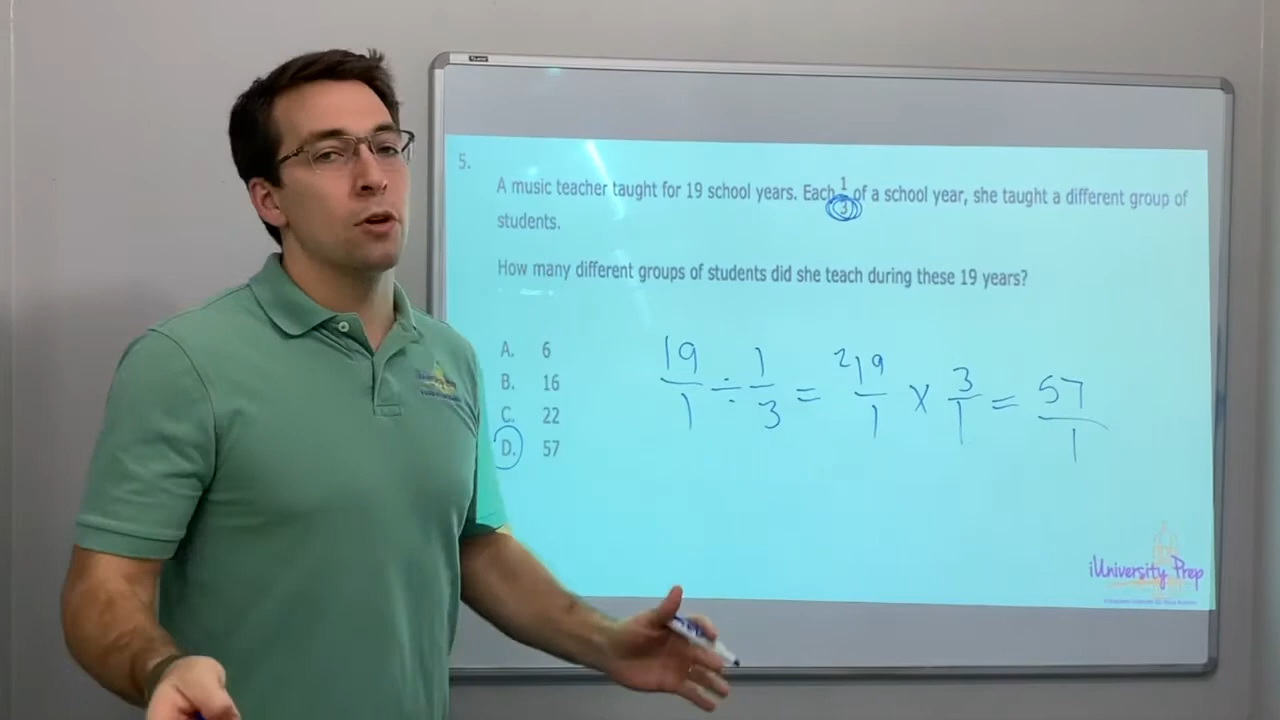 5.
A music teacher taught for 19 school years. Each 1/3 of a school year, she taught a different group of
students.
How many different groups of students did she teach during these 19 years?
A. 6
B. 16
C. 22
D. 57
19/1 ÷ 1/3 = 219/1 x 3/1 = 57/1
iUniversity Prep